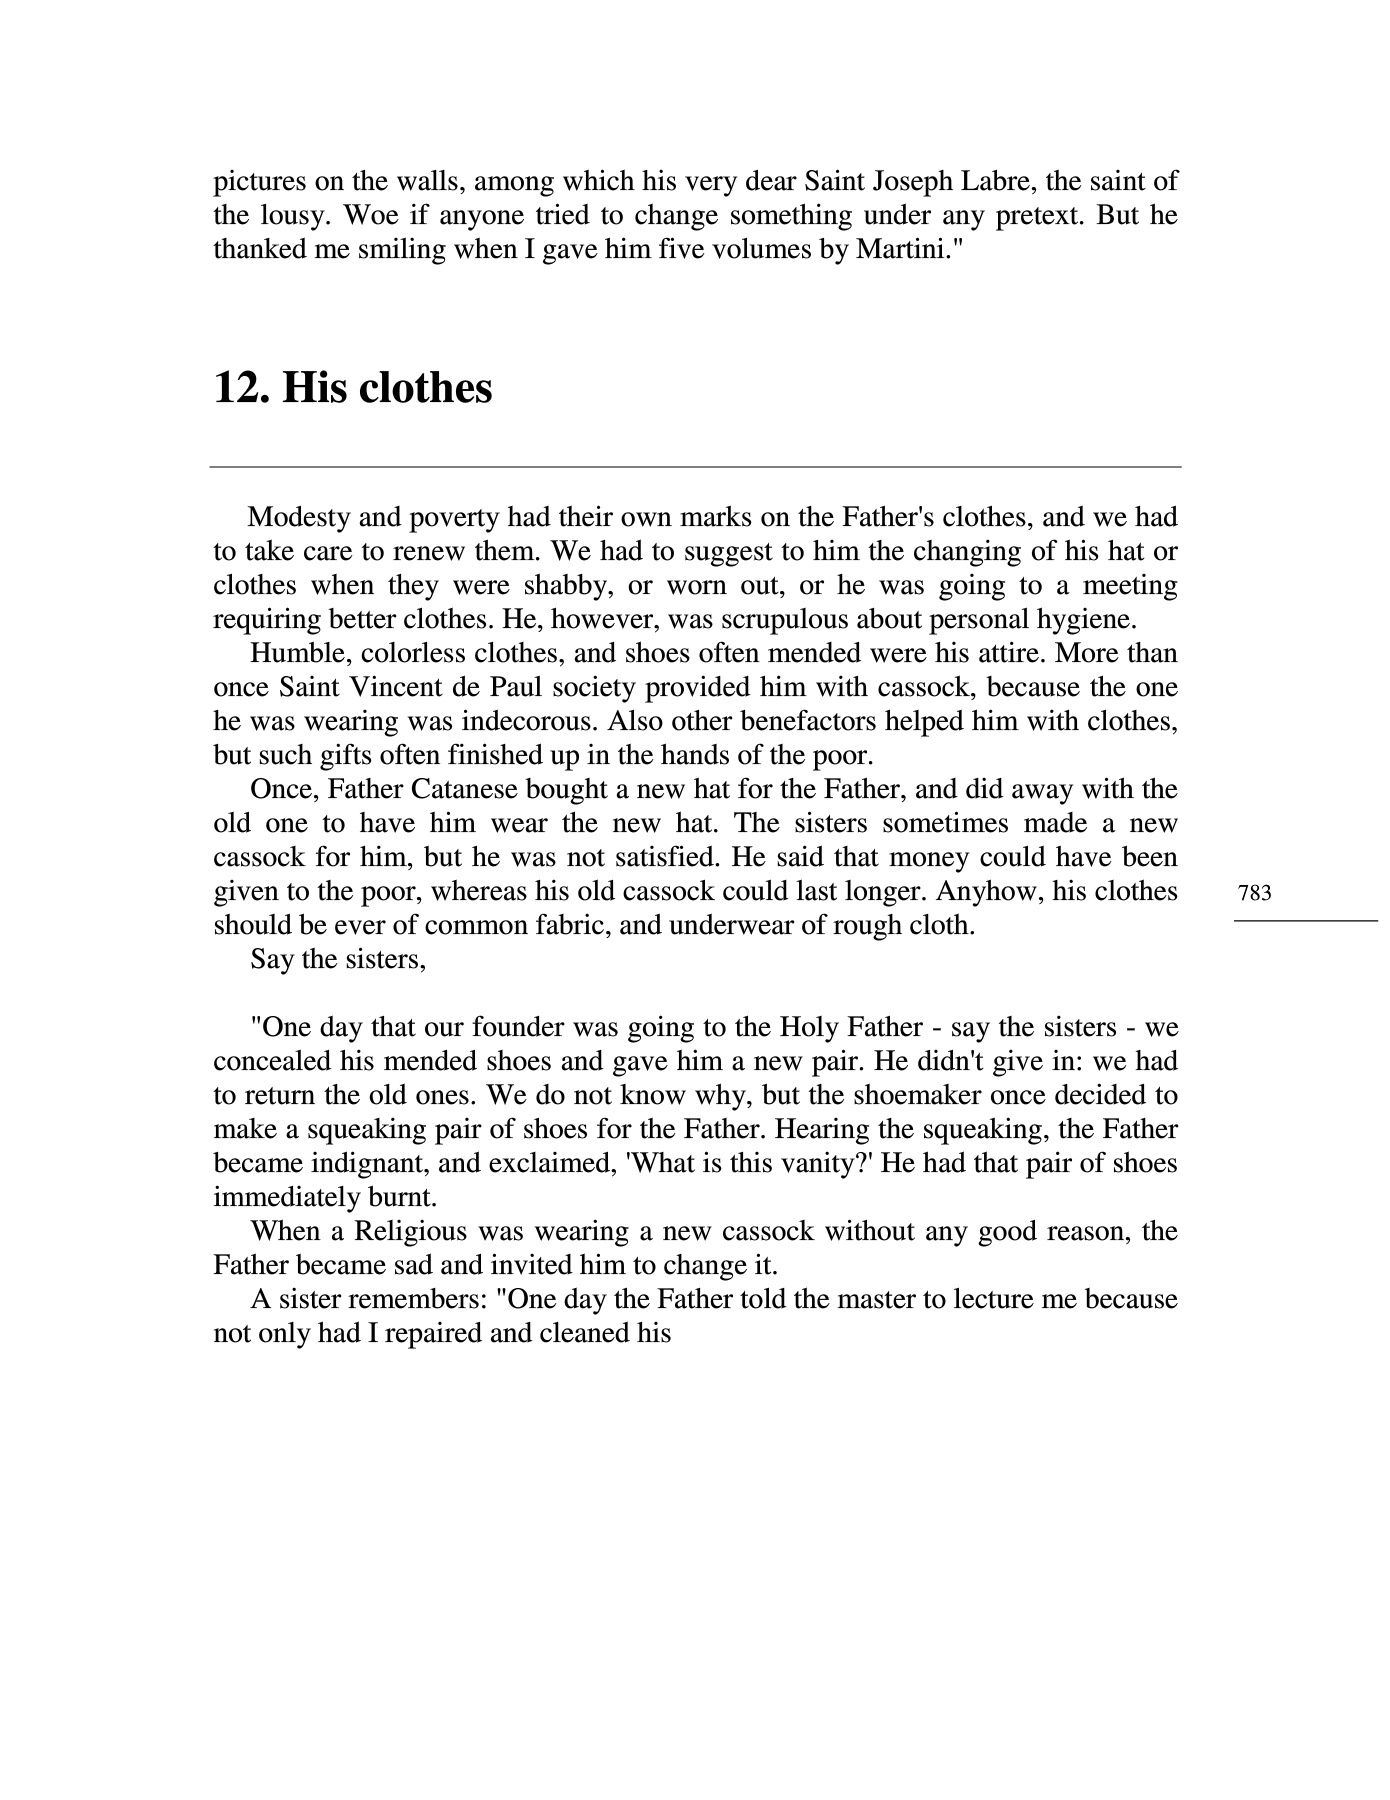 pictures on the walls, among which his very dear Saint Joseph Labre, the saint of
the lousy. Woe if anyone tried to change something under any pretext. But he
thanked me smiling when I gave him five volumes by Martini."
12. His clothes
Modesty and poverty had their own marks on the Father's clothes, and we had
to take care to renew them. We had to suggest to him the changing of his hat or
clothes when they were shabby, or worn out, or he was going to a meeting
requiring better clothes. He, however, was scrupulous about personal hygiene.
Humble, colorless clothes, and shoes often mended were his attire. More than
once Saint Vincent de Paul society provided him with cassock, because the one
he was wearing was indecorous. Also other benefactors helped him with clothes,
but such gifts often finished up in the hands of the poor.
Once, Father Catanese bought a new hat for the Father, and did away with the
old one to have him wear the new hat. The sisters sometimes made a new
cassock for him, but he was not satisfied. He said that money could have been
given to the poor, whereas his old cassock could last longer. Anyhow, his clothes
should be ever of common fabric, and underwear of rough cloth.
Say the sisters,
"One day that our founder was going to the Holy Father - say the sisters - we
concealed his mended shoes and gave him a new pair. He didn't give in: we had
to return the old ones. We do not know why, but the shoemaker once decided to
make a squeaking pair of shoes for the Father. Hearing the squeaking, the Father
became indignant, and exclaimed, 'What is this vanity?' He had that pair of shoes
immediately burnt.
When a Religious was wearing a new cassock without any good reason, the
Father became sad and invited him to change it.
A sister remembers: "One day the Father told the master to lecture me because
not only had I repaired and cleaned his
783